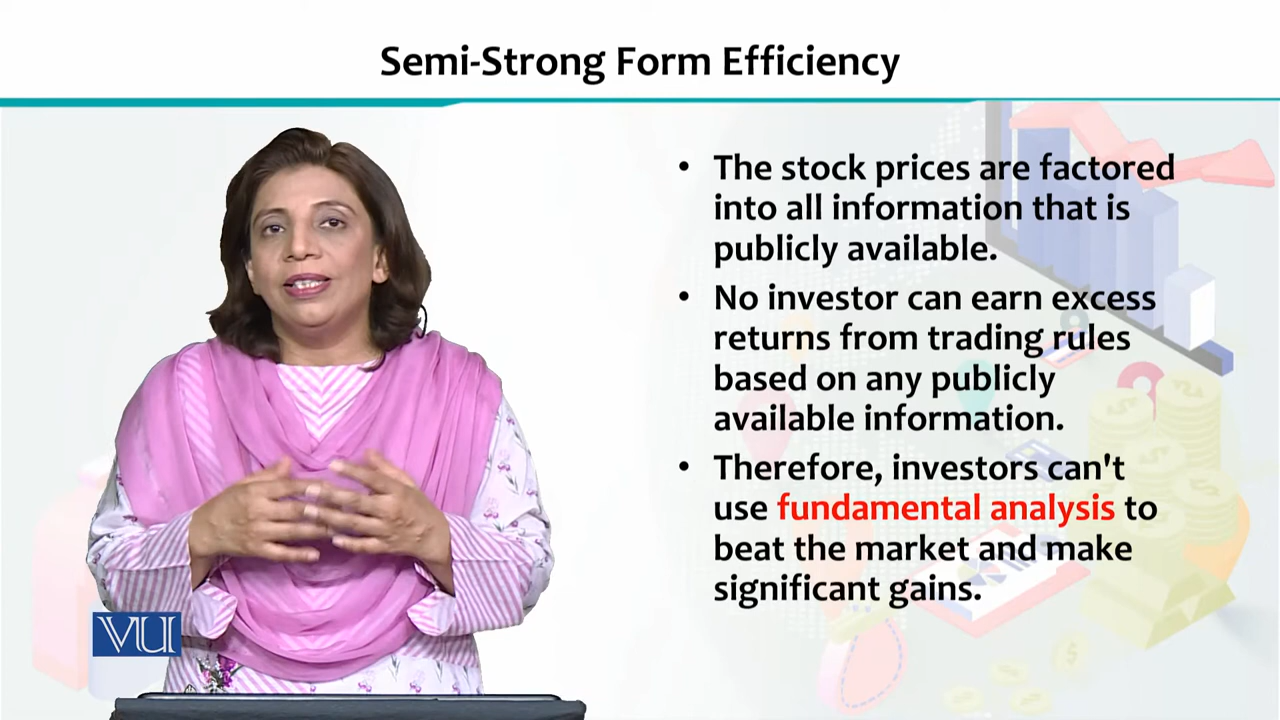 Semi-Strong Form Efficiency
• The stock prices are factored
into all information that is
publicly available.
• No investor can earn excess
returns from trading rules
based on any publicly
available information.
• Therefore, investors can't
use fundamental analysis to
beat the market and make
significant gains.
VU